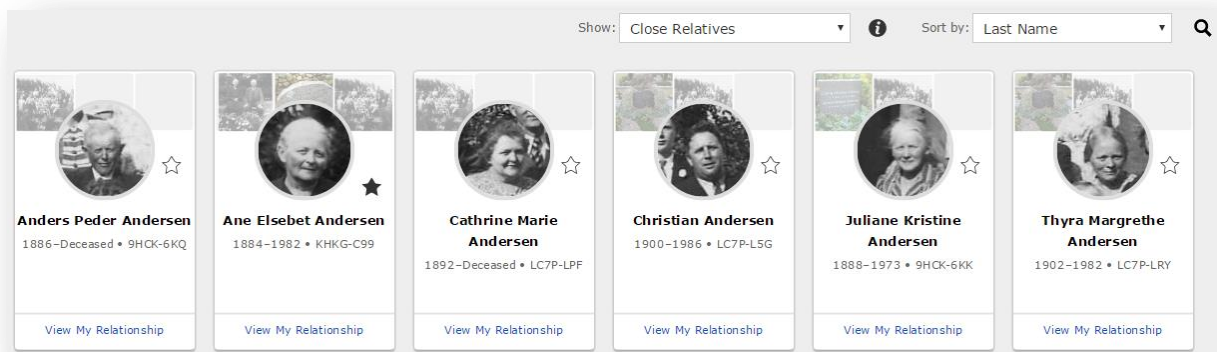 Show: Close Relatives Sort by: Last Name
Anders Peder Andersen
1886–Deceased • 9HCK-6KQ
View My Relationship
Ane Elsebet Andersen
1884–1982 • KHKG-C99
View My Relationship
Cathrine Marie
Andersen
1892–Deceased • LC7P-LPF
View My Relationship
Christian Andersen
1900–1986 • LC7P-L5G
View My Relationship
Juliane Kristine
Andersen
1888–1973 • 9HCK-6KK
View My Relationship
Thyra Margrethe
Andersen
1902–1982 • LC7P-LRY
View My Relationship